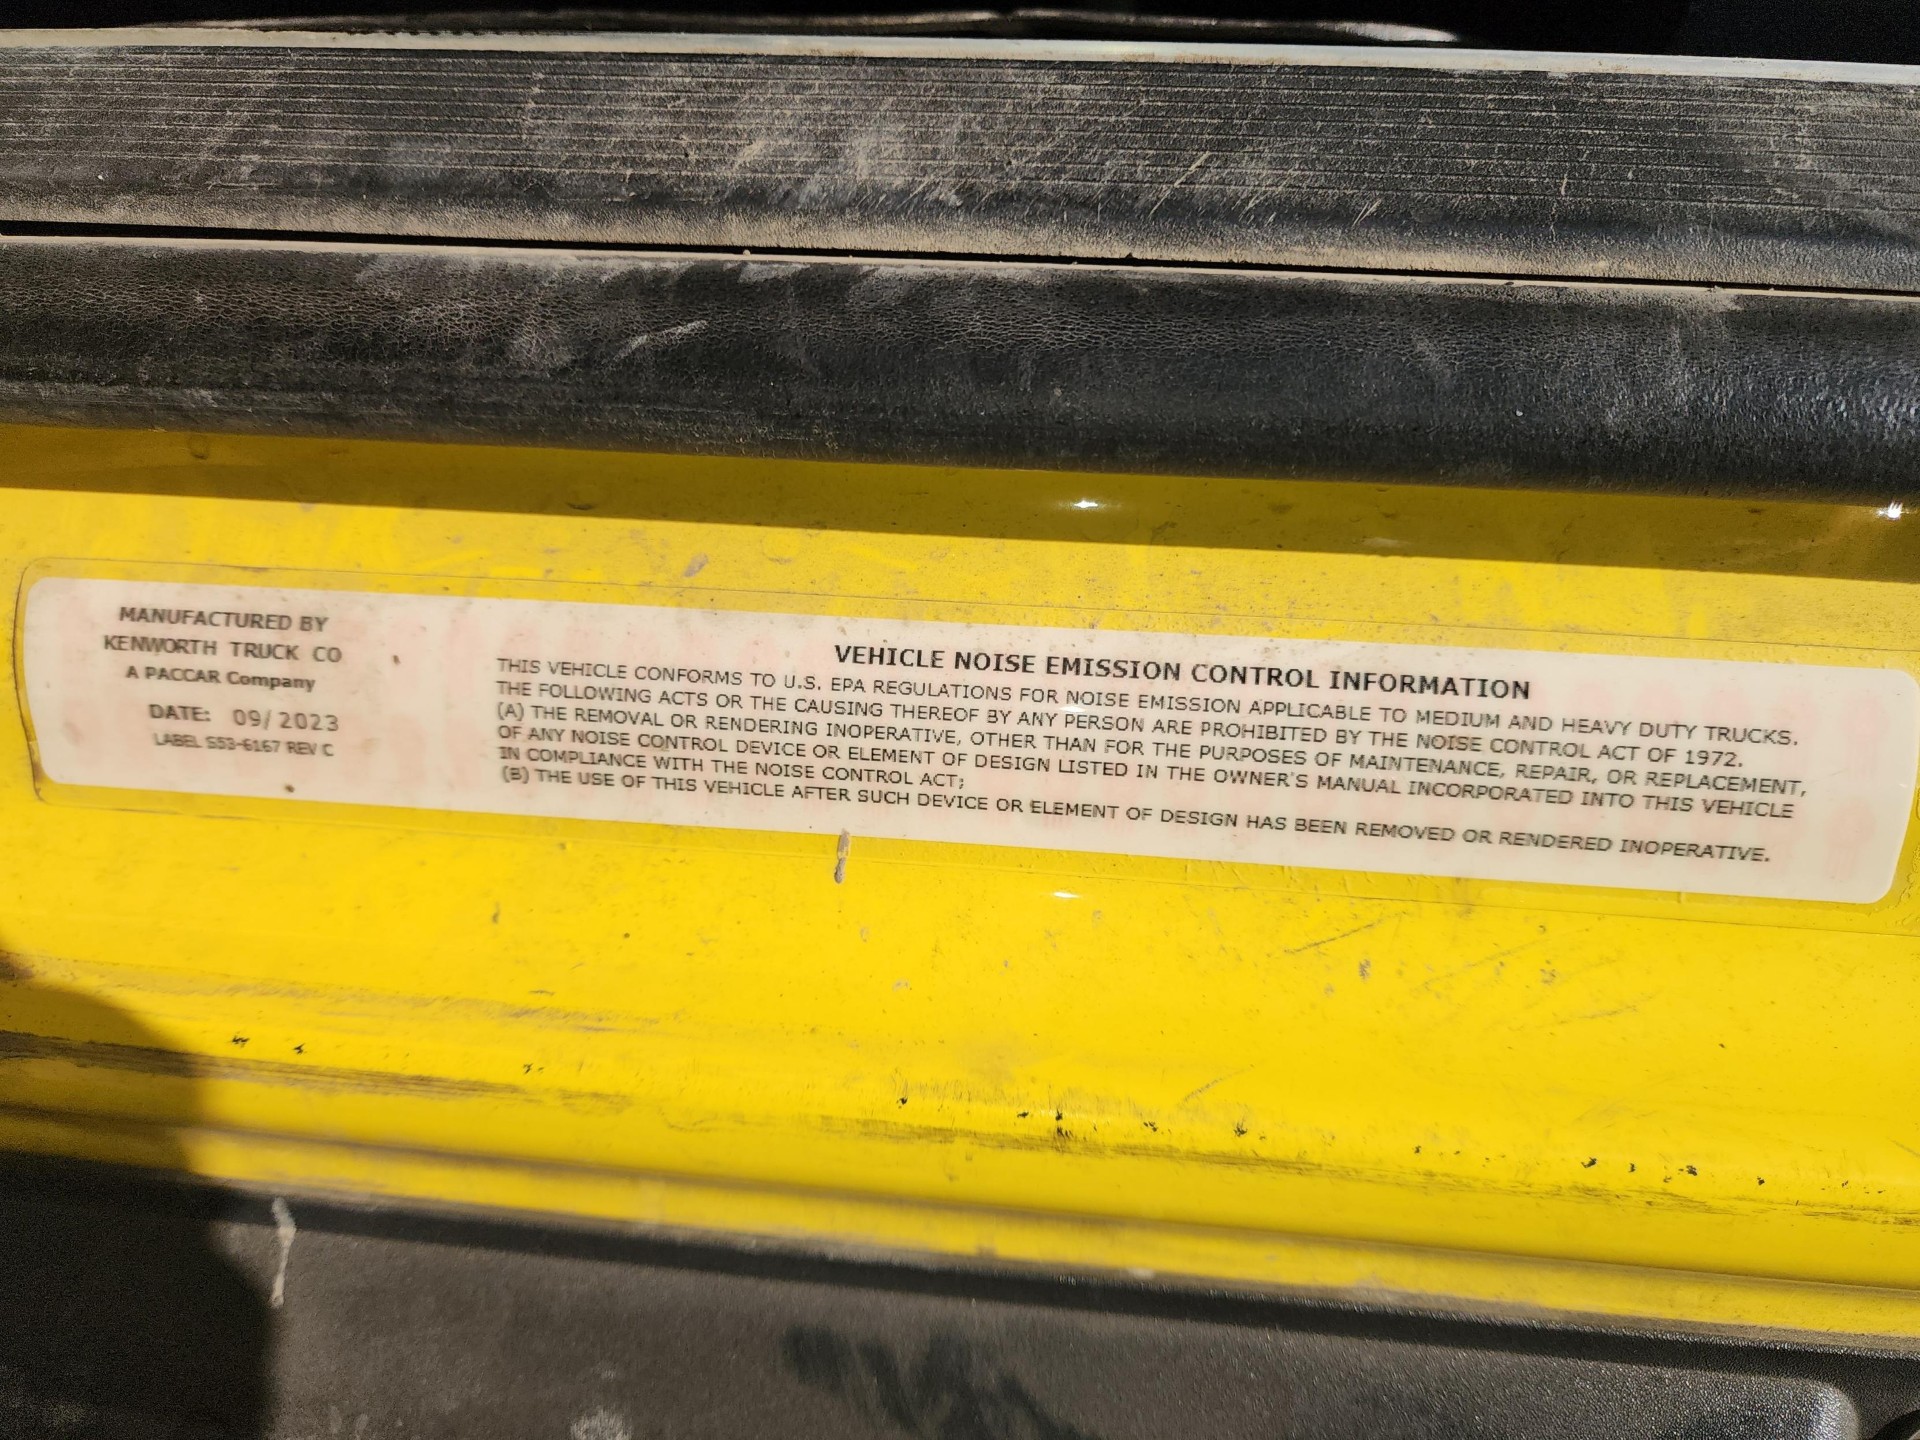 MANUFACTURED BY
KENWORTH TRUCK CO
A PACCAR Company
DATE: 09/2023
LABEL S53-6167 REV C
VEHICLE NOISE EMISSION CONTROL INFORMATION
THIS VEHICLE CONFORMS TO U.S. EPA REGULATIONS FOR NOISE EMISSION APPLICABLE TO MEDIUM AND HEAVY DUTY TRUCKS.
THE FOLLOWING ACTS OR THE CAUSING THEREOF BY ANY PERSON ARE PROHIBITED BY THE NOISE CONTROL ACT OF 1972.
(A) THE REMOVAL OR RENDERING INOPERATIVE, OTHER THAN FOR THE PURPOSES OF MAINTENANCE, REPAIR, OR REPLACEMENT,
OF ANY NOISE CONTROL DEVICE OR ELEMENT OF DESIGN LISTED IN THE OWNER'S MANUAL INCORPORATED INTO THIS VEHICLE
IN COMPLIANCE WITH THE NOISE CONTROL ACT;
(B) THE USE OF THIS VEHICLE AFTER SUCH DEVICE OR ELEMENT OF DESIGN HAS BEEN REMOVED OR RENDERED INOPERATIVE.